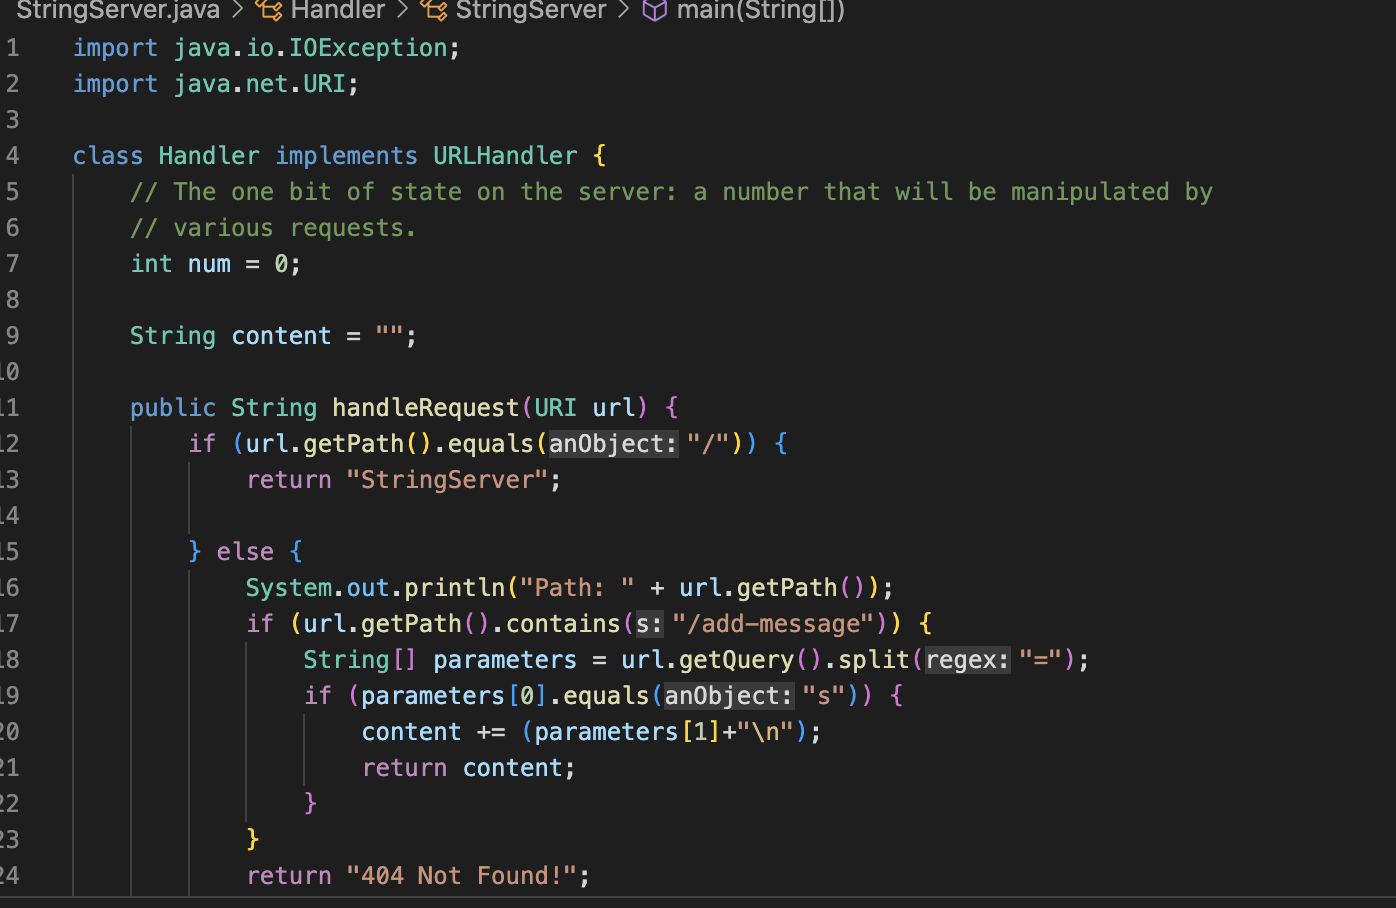 StringServer.java > Handler > StringServer > main(String[])
1 import java.io.IOException;
2 import java.net.URI;
3
4 class Handler implements URLHandler {
5 // The one bit of state on the server: a number that will be manipulated by
6 // various requests.
7 int num = 0;
8
9 String content = "";
10
11 public String handleRequest(URI url) {
12 if (url.getPath().equals(anObject: "/")) {
13 return "StringServer";
14
15 } else {
16 System.out.println("Path: " + url.getPath());
17 if (url.getPath().contains(s: "/add-message")) {
18 String[] parameters = url.getQuery().split(regex: "=");
19 if (parameters[0].equals(anObject: "s")) {
20 content += (parameters[1]+"\n");
21 return content;
22 }
23 }
24 return "404 Not Found!";